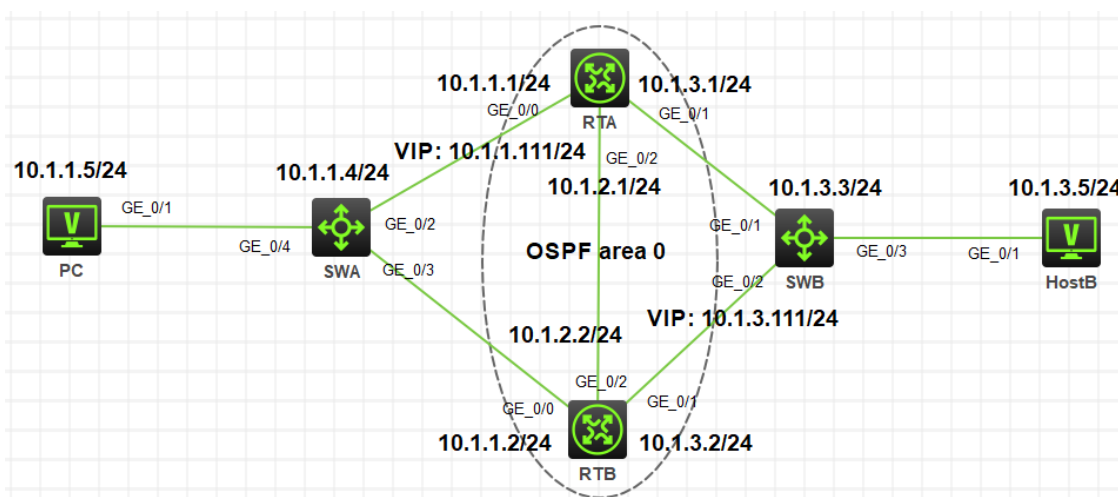 10.1.1.1/24
10.1.3.1/24
GE_0/0
RTA
GE_0/1
VIP: 10.1.1.111/24
GE_0/2
10.1.1.5/24
10.1.1.4/24
10.1.2.1/24
10.1.3.3/24
10.1.3.5/24
GE_0/1
GE_0/4
GE_0/2
GE_0/1
GE_0/3
GE_0/1
PC
SWA
GE_0/3
OSPF area 0
GE_0/2
SWB
HostB
10.1.2.2/24
VIP: 10.1.3.111/24
GE_0/2
GE_0/0
GE_0/1
10.1.1.2/24
10.1.3.2/24
RTB